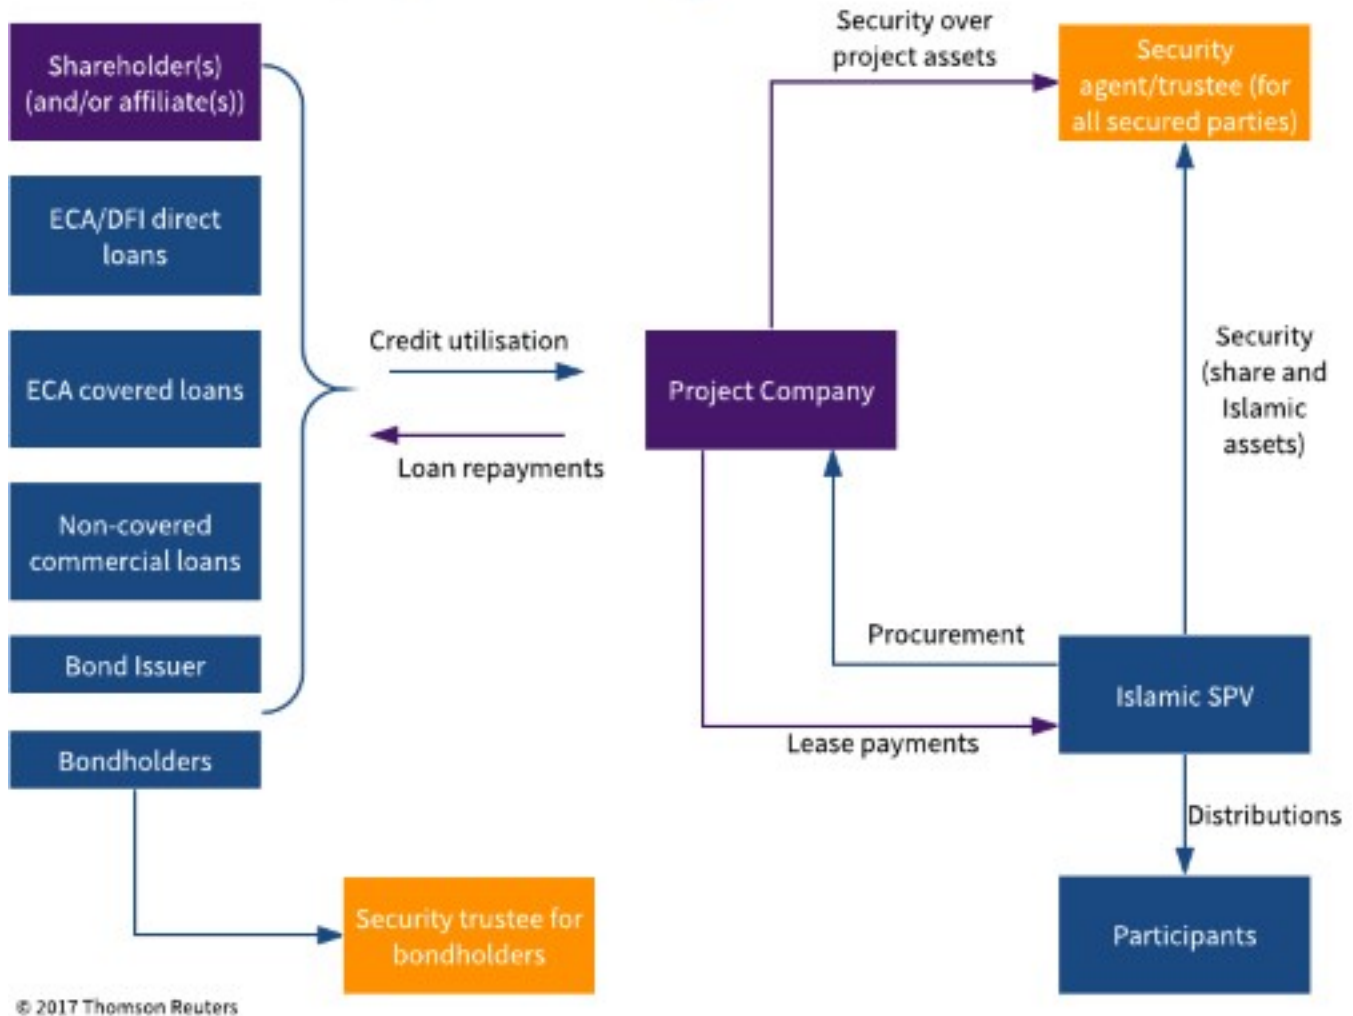 Shareholder(s)
(and/or affiliate(s))
ECA/DFI direct
loans
ECA covered loans
Non-covered
commercial loans
Bond Issuer
Bondholders
Security trustee for
bondholders
Credit utilisation
Loan repayments
Security over
project assets
Project Company
Procurement
Lease payments
Security
agent/trustee (for
all secured parties)
Security
(share and
Islamic
assets)
Islamic SPV
Distributions
Participants
© 2017 Thomson Reuters